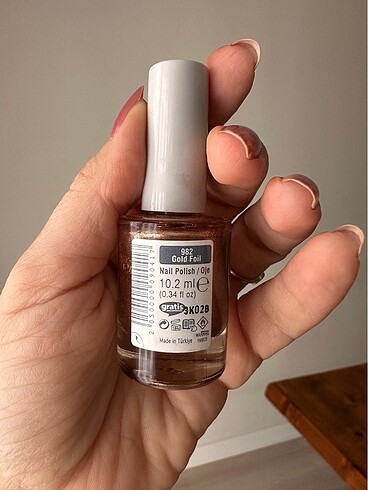 982
Gold Foil
Nail Polish / Oje
10.2 ml ℮
(0.34 fl oz)
gratis 3K02B
Made in Türkiye